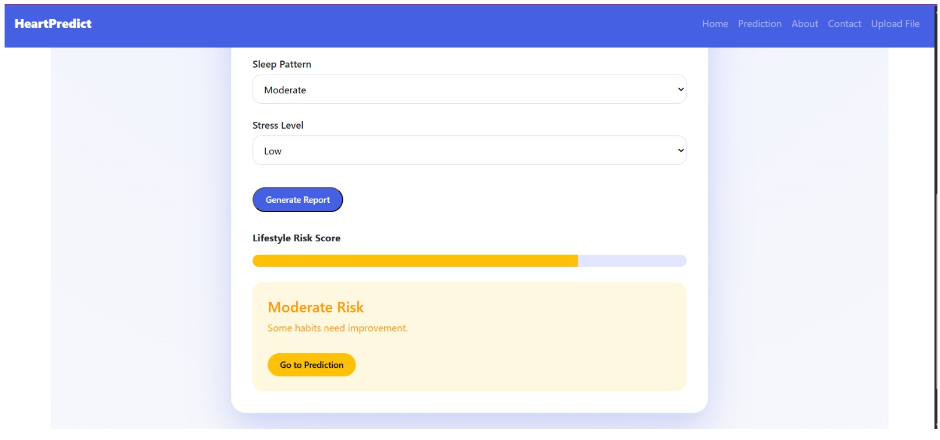 HeartPredict
Home Prediction About Contact Upload File
Sleep Pattern
Moderate
Stress Level
Low
Generate Report
Lifestyle Risk Score
Moderate Risk
Some habits need improvement.
Go to Prediction